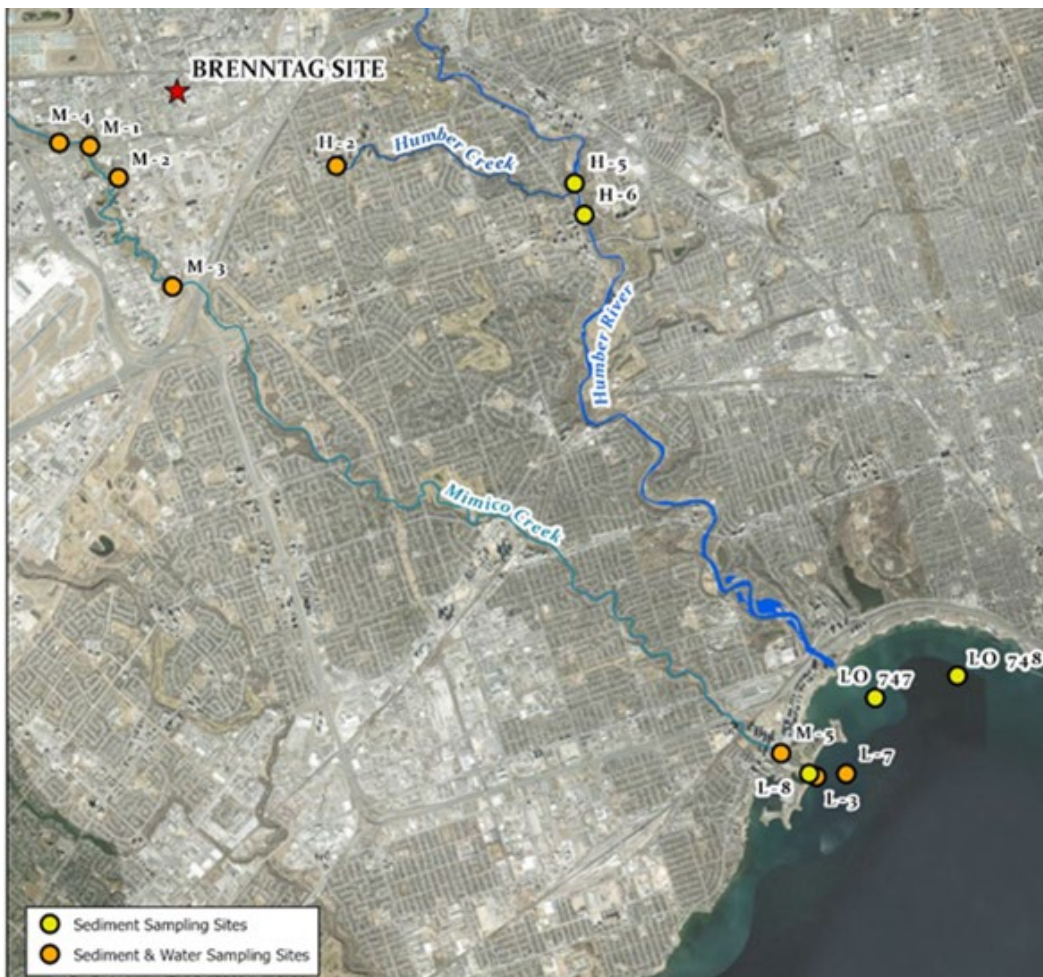 BRENNTAG SITE
M-4
M-1
M-2
H-2
Humber Creek
H-5
H-6
M-3
Humber River
Mimico Creek
LO 748
LO 747
M-5
L-7
L-8
L-3
Sediment Sampling Sites
Sediment & Water Sampling Sites